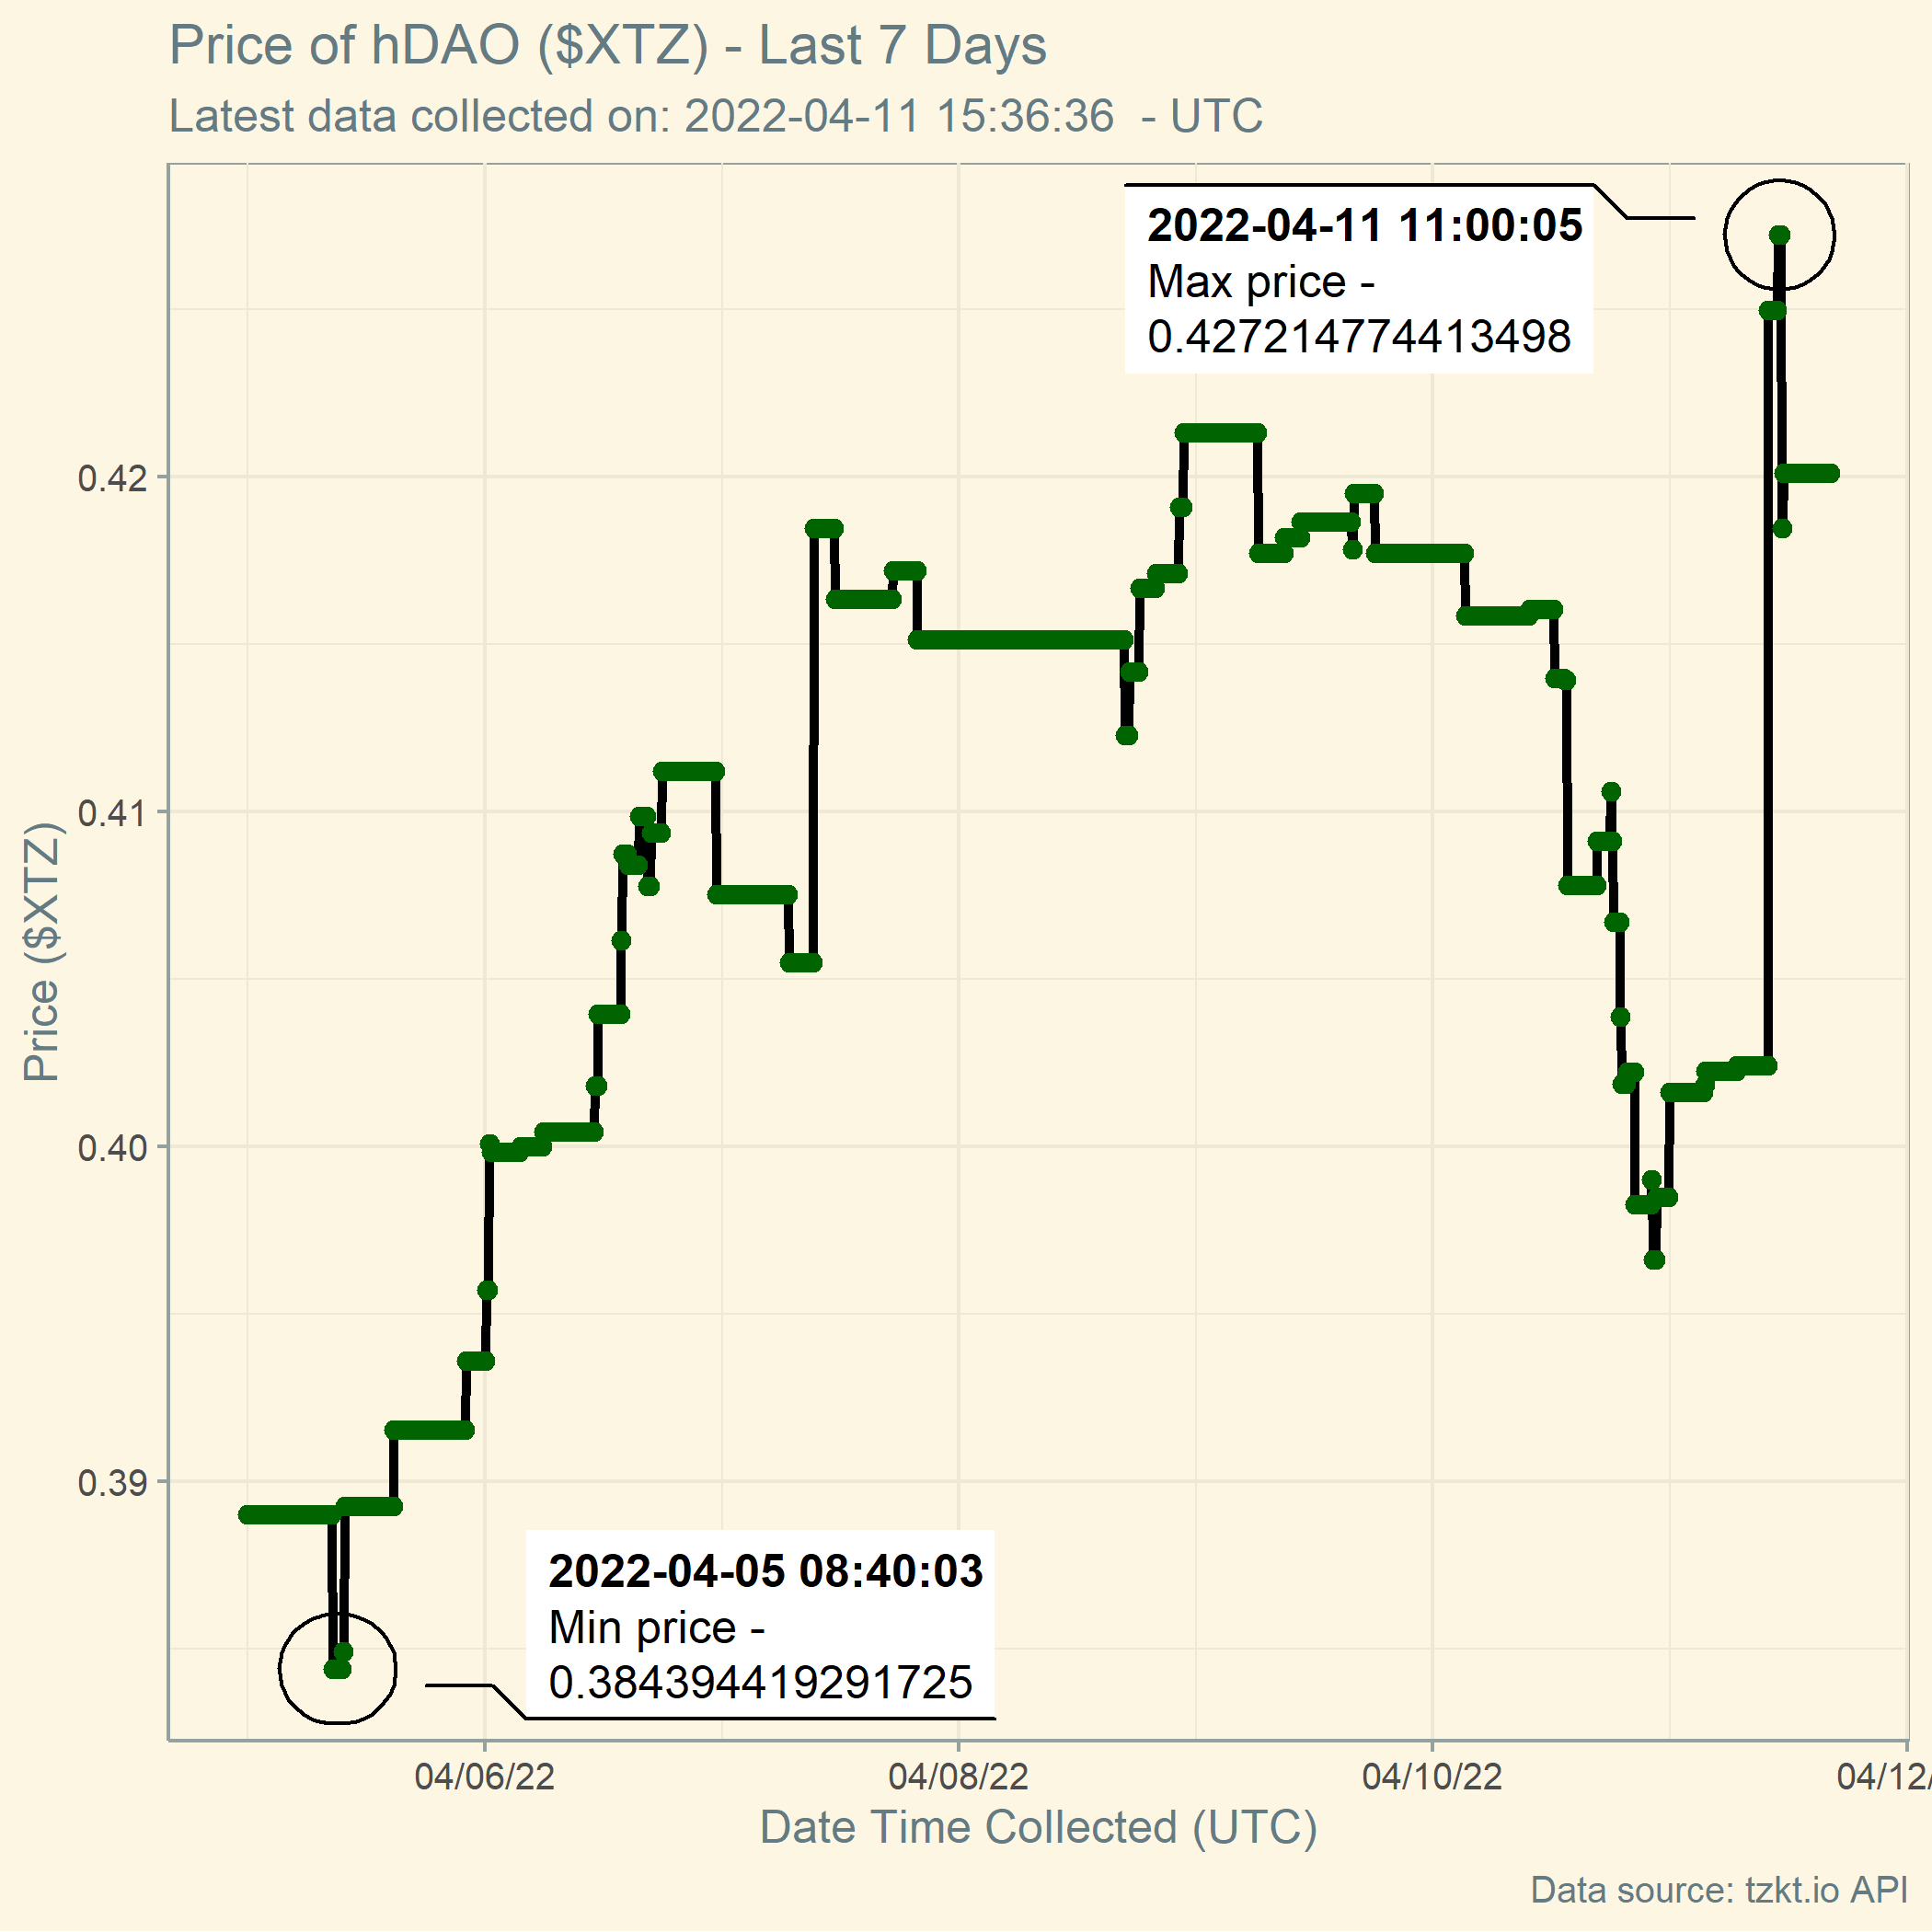 Price of hDAO ($XTZ) - Last 7 Days
Latest data collected on: 2022-04-11 15:36:36  - UTC
2022-04-11 11:00:05
Max price -
0.427214774413498
0.42
0.41
0.40
0.39
Price ($XTZ)
2022-04-05 08:40:03
Min price -
0.384394419291725
04/06/22
04/08/22
04/10/22
04/12/
Date Time Collected (UTC)
Data source: tzkt.io API